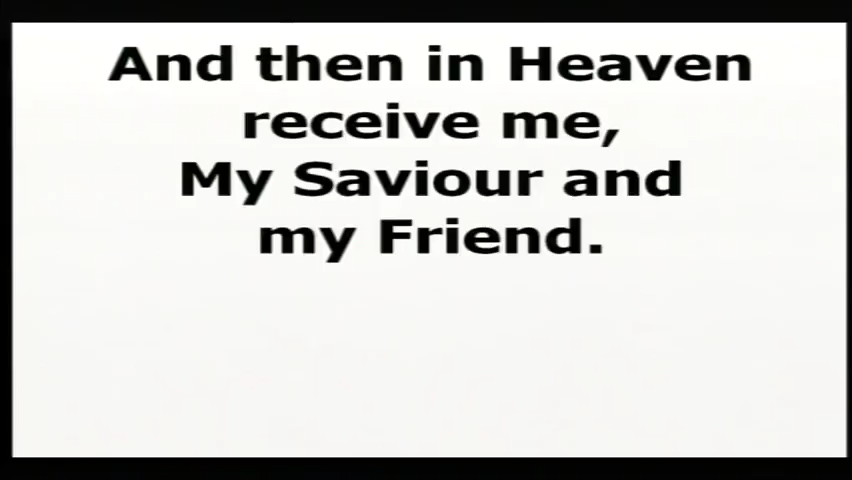 And then in Heaven
receive me,
My Saviour and
my Friend.